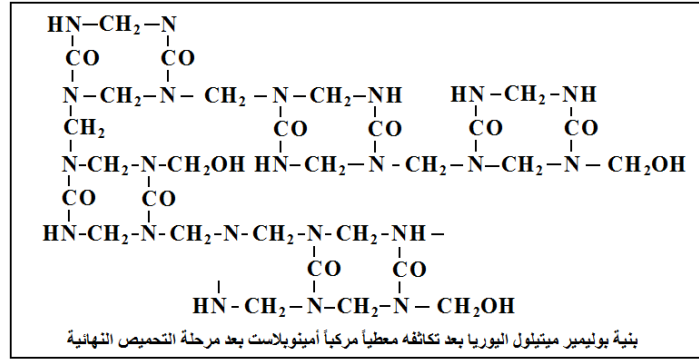 HN–CH₂–N
CO CO
N–CH₂–N–CH₂–N–CH₂–NH HN–CH₂–NH
CH₂ CO CO CO CO
N–CH₂–N–CH₂OH HN–CH₂–N–CH₂–N–CH₂–N–CH₂OH
CO CO
HN–CH₂–N–CH₂–N–CH₂–N–CH₂–NH–
CO CO
HN–CH₂–N–CH₂–N–CH₂OH
بنية بوليمير ميتيلول اليوريا بعد تكاثفه معطياً مركباً أمينوبلاست بعد مرحلة التحميص النهائية